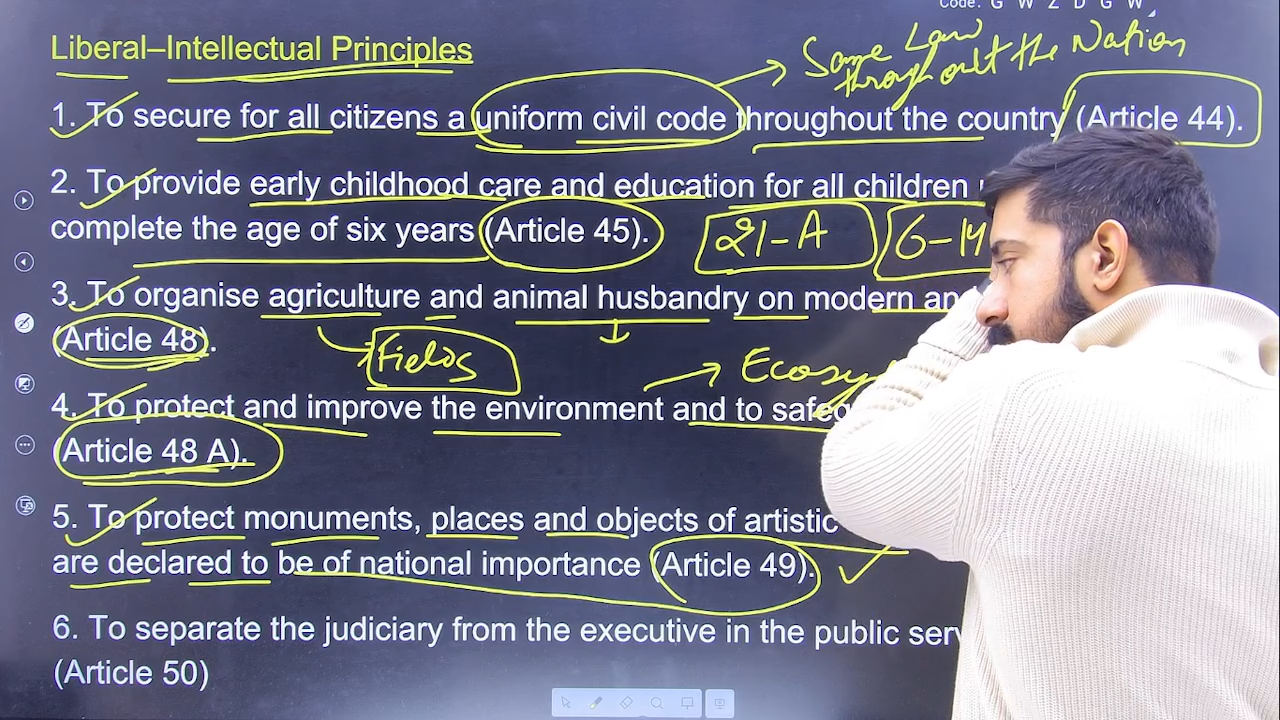 Code: G W Z D G W
Liberal–Intellectual Principles
Same Law
throughout the Nation
1. To secure for all citizens a uniform civil code throughout the country (Article 44).
2. To provide early childhood care and education for all children
complete the age of six years (Article 45).
21-A
6-14
3. To organise agriculture and animal husbandry on modern
(Article 48).
Fields
4. To protect and improve the environment and to
Article 48 A).
5. To protect monuments, places and objects of artistic
are declared to be of national importance (Article 49).
6. To separate the judiciary from the executive in the public
(Article 50)